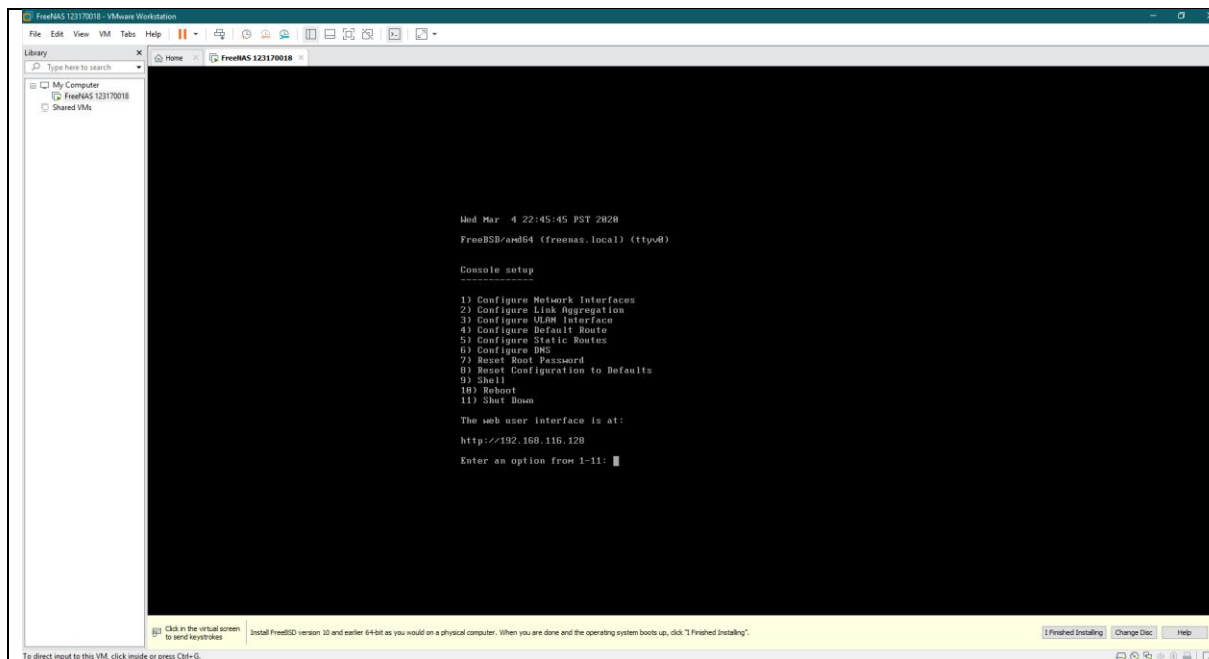 FreeNAS 123170018 - VMware Workstation
File Edit View VM Tabs Help
Library
Type here to search
My Computer
FreeNAS 123170018
Shared VMs
Home
FreeNAS 123170018
Wed Mar 4 22:45:45 PST 2020
FreeBSD/amd64 (freenas.local) (ttyv0)
Console setup
-------------
1) Configure Network Interfaces
2) Configure Link Aggregation
3) Configure VLAN Interface
4) Configure Default Route
5) Configure Static Routes
6) Configure DNS
7) Reset Root Password
8) Reset Configuration to Defaults
9) Shell
10) Reboot
11) Shut Down
The web user interface is at:
http://192.168.116.128
Enter an option from 1-11:
Click in the virtual screen
to send keystrokes
Install FreeBSD version 10 and earlier 64-bit as you would on a physical computer. When you are done and the operating system boots up, click "I Finished Installing".
I Finished Installing
Change Disc
Help
To direct input to this VM, click inside or press Ctrl+G.